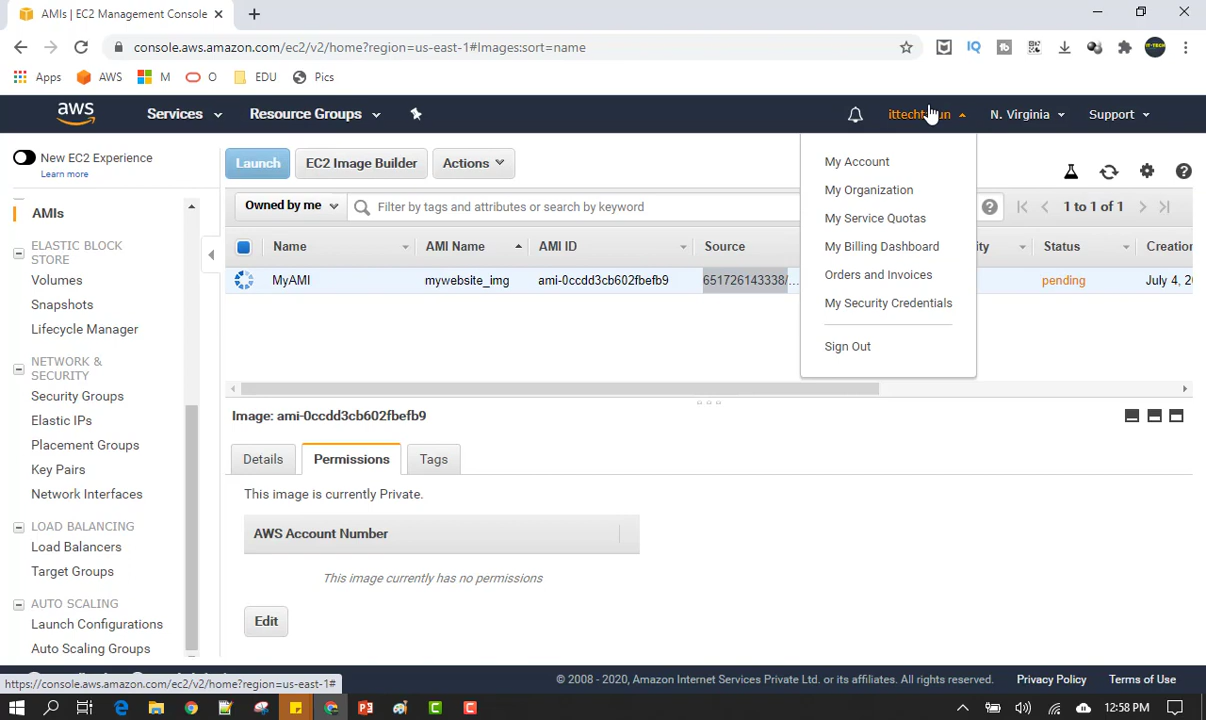 AMIs | EC2 Management Console
console.aws.amazon.com/ec2/v2/home?region=us-east-1#Images:sort=name
Apps
AWS
M
O
EDU
Pics
aws
Services
Resource Groups
N. Virginia
Support
New EC2 Experience
Learn more
Launch
EC2 Image Builder
Actions
My Account
My Organization
My Service Quotas
My Billing Dashboard
Orders and Invoices
My Security Credentials
Sign Out
Owned by me
Filter by tags and attributes or search by keyword
1 to 1 of 1
Name
AMI Name
AMI ID
Source
Status
MyAMI
mywebsite_img
ami-0ccdd3cb602fbefb9
651726143338/...
pending
July 4, 2
AMIs
ELASTIC BLOCK
STORE
Volumes
Snapshots
Lifecycle Manager
NETWORK &
SECURITY
Security Groups
Elastic IPs
Placement Groups
Key Pairs
Network Interfaces
LOAD BALANCING
Load Balancers
Target Groups
AUTO SCALING
Launch Configurations
Auto Scaling Groups
Image: ami-0ccdd3cb602fbefb9
Details
Permissions
Tags
This image is currently Private.
AWS Account Number
This image currently has no permissions
Edit
https://console.aws.amazon.com/ec2/v2/home?region=us-east-1#
© 2008 - 2020, Amazon Internet Services Private Ltd. or its affiliates. All rights reserved.
Privacy Policy
Terms of Use
12:58 PM